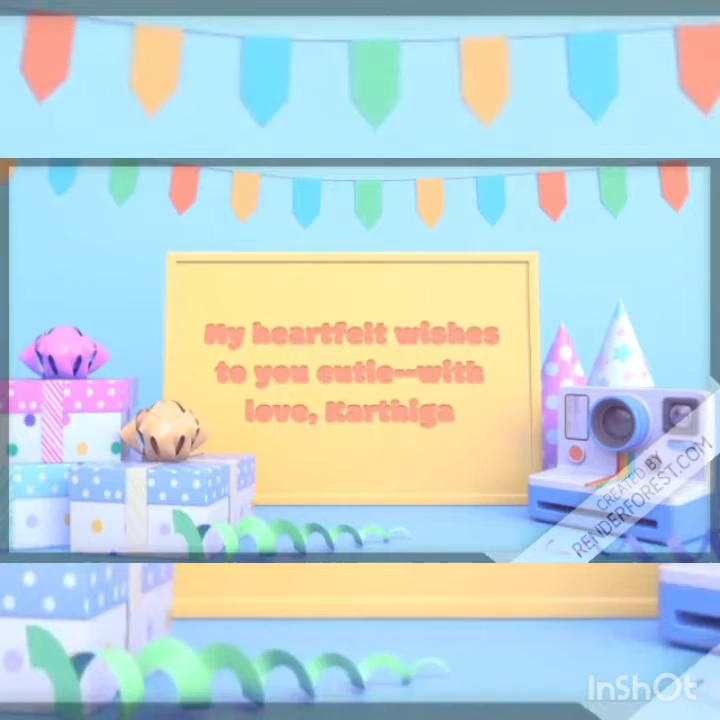 My heartfelt wishes
to you cutie--with
love, Karthiga
CREATED BY
RENDERFOREST.COM
InShOt